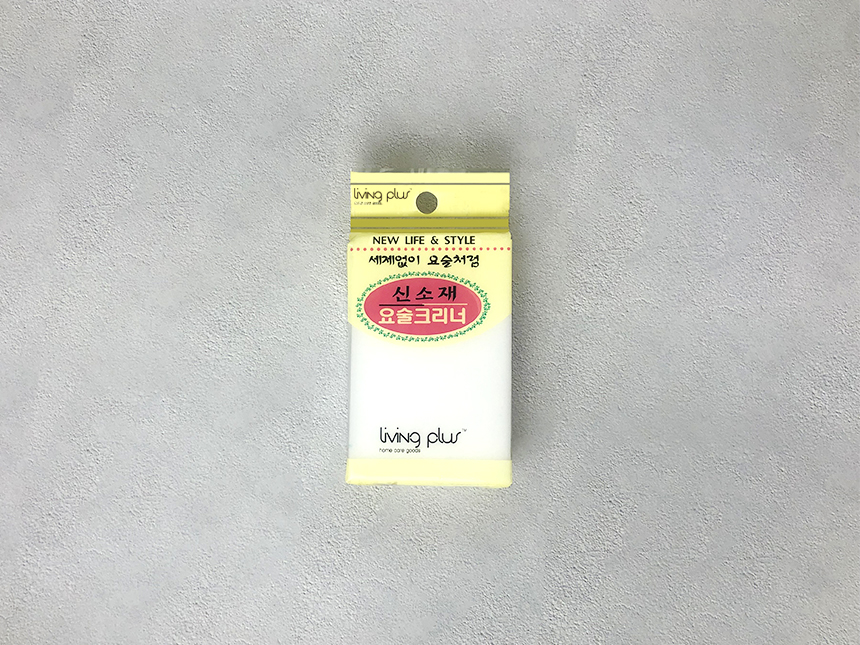 living plus
NEW LIFE & STYLE
세제없이 요술처럼
신소재
요술크리너
living plus™
home care goods